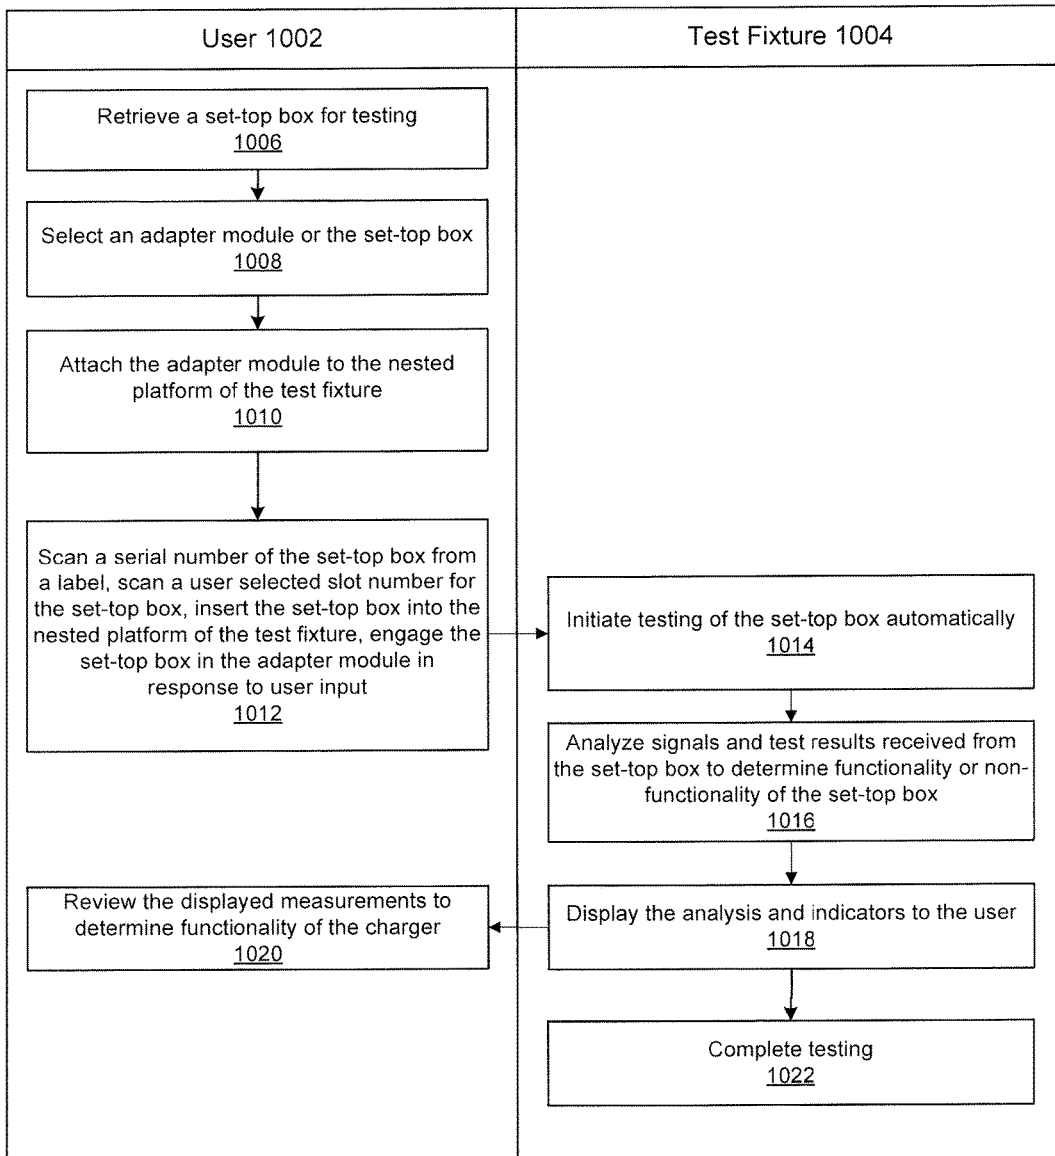 User 1002
Test Fixture 1004
Retrieve a set-top box for testing
1006
Select an adapter module or the set-top box
1008
Attach the adapter module to the nested
platform of the test fixture
1010
Scan a serial number of the set-top box from
a label, scan a user selected slot number for
the set-top box, insert the set-top box into the
nested platform of the test fixture, engage the
set-top box in the adapter module in
response to user input
1012
Initiate testing of the set-top box automatically
1014
Analyze signals and test results received from
the set-top box to determine functionality or non-
functionality of the set-top box
1016
Display the analysis and indicators to the user
1018
Review the displayed measurements to
determine functionality of the charger
1020
Complete testing
1022